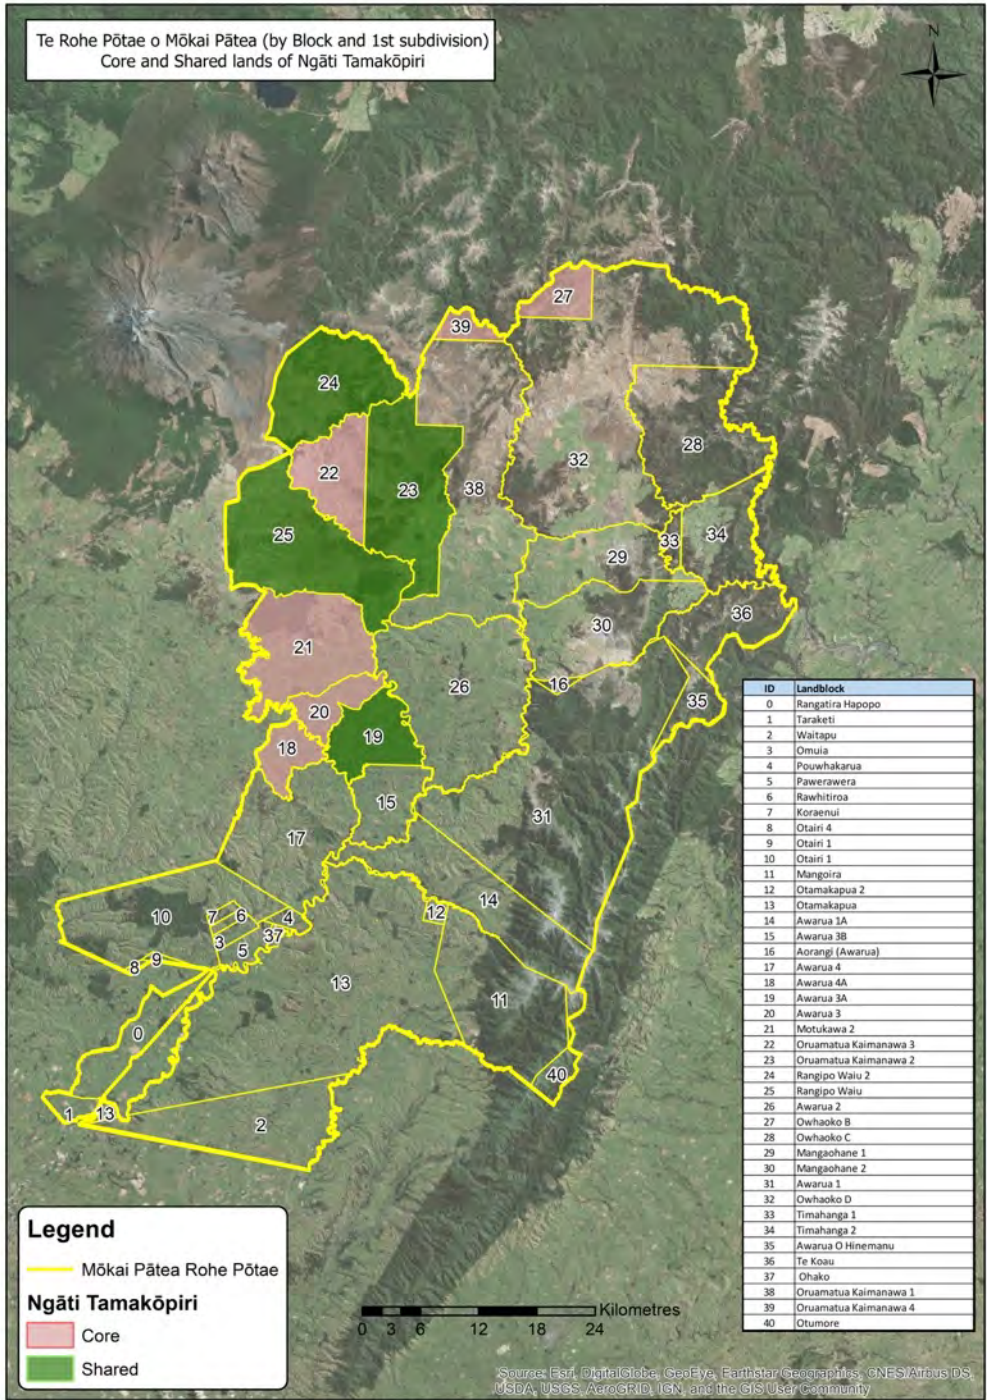 Te Rohe Pōtae o Mōkai Pātea (by Block and 1st subdivision)
Core and Shared lands of Ngāti Tamakōpiri
N
27
39
24
28
22
32
23
38
25
33
34
29
36
30
21
26
16
35
20
18
19
15
31
17
14
10
7
6
4
12
3
37
5
9
8
13
11
0
40
1
13
2
ID Landblock
0 Rangatira Hapopo
1 Taraketi
2 Waitapu
3 Omuia
4 Pouwhakarua
5 Pawerawera
6 Rawhitiroa
7 Koraenui
8 Otairi 4
9 Otairi 1
10 Otairi 1
11 Mangoira
12 Otamakapua 2
13 Otamakapua
14 Awarua 1A
15 Awarua 3B
16 Aorangi (Awarua)
17 Awarua 4
18 Awarua 4A
19 Awarua 3A
20 Awarua 3
21 Motukawa 2
22 Oruamatua Kaimanawa 3
23 Oruamatua Kaimanawa 2
24 Rangipo Waiu 2
25 Rangipo Waiu
26 Awarua 2
27 Owhaoko B
28 Owhaoko C
29 Mangaohane 1
30 Mangaohane 2
31 Awarua 1
32 Owhaoko D
33 Timahanga 1
34 Timahanga 2
35 Awarua O Hinemanu
36 Te Koau
37 Ohako
38 Oruamatua Kaimanawa 1
39 Oruamatua Kaimanawa 4
40 Otumore
Legend
Mōkai Pātea Rohe Pōtae
Ngāti Tamakōpiri
Core
Shared
Kilometres
0 3 6 12 18 24
Source: Esri, DigitalGlobe, GeoEye, Earthstar Geographics, CNES/Airbus DS,
USDA, USGS, AeroGRID, IGN, and the GIS User Community